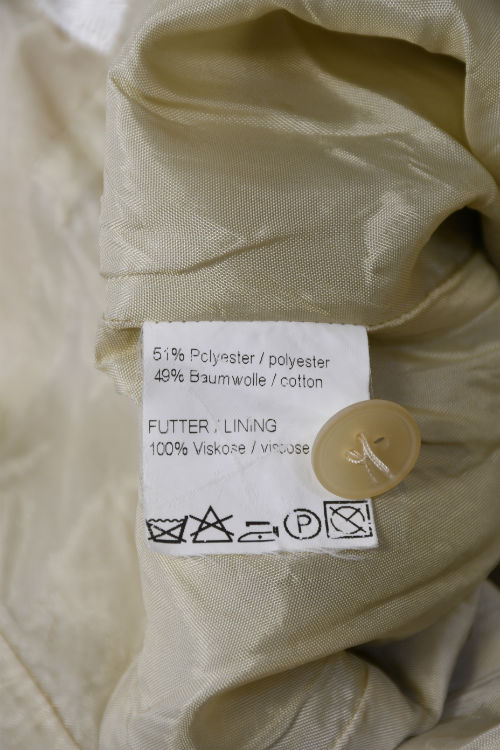 51% Polyester / polyester
49% Baumwolle / cotton
FUTTER / LINING
100% Viskose / viscose
P